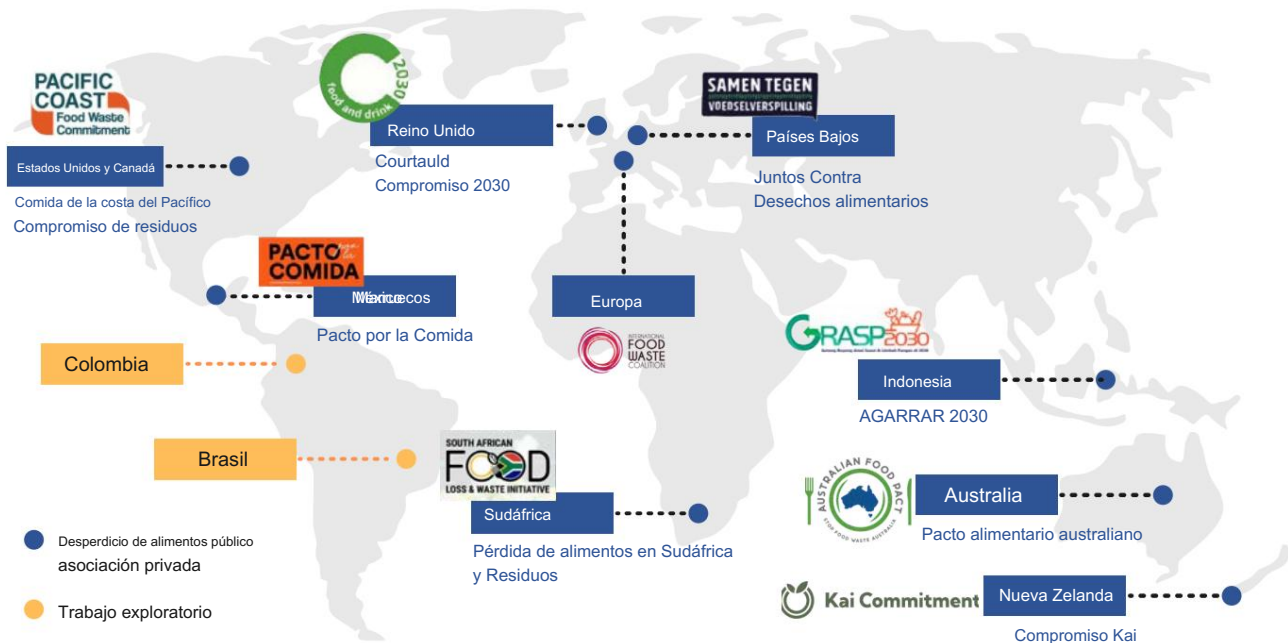 PACIFIC
COAST
Food Waste
Commitment
Estados Unidos y Canadá
Comida de la costa del Pacífico
Compromiso de residuos
2030
food and drink
Reino Unido
Courtauld
Compromiso 2030
SAMEN TEGEN
VOEDSELVERSPILLING
Países Bajos
Juntos Contra
Desechos alimentarios
PACTO
COMIDA
Pacto por la Comida
Europa
INTERNATIONAL
FOOD
WASTE
COALITION
GRASP2030
Indonesia
AGARRAR 2030
Colombia
Brasil
SOUTH AFRICAN
FOOD
LOSS & WASTE INITIATIVE
Sudáfrica
Pérdida de alimentos en Sudáfrica
y Residuos
AUSTRALIAN FOOD PACT
STOP FOOD WASTE AUSTRALIA
Australia
Pacto alimentario australiano
Kai Commitment
Nueva Zelanda
Compromiso Kai
Desperdicio de alimentos público
asociación privada
Trabajo exploratorio